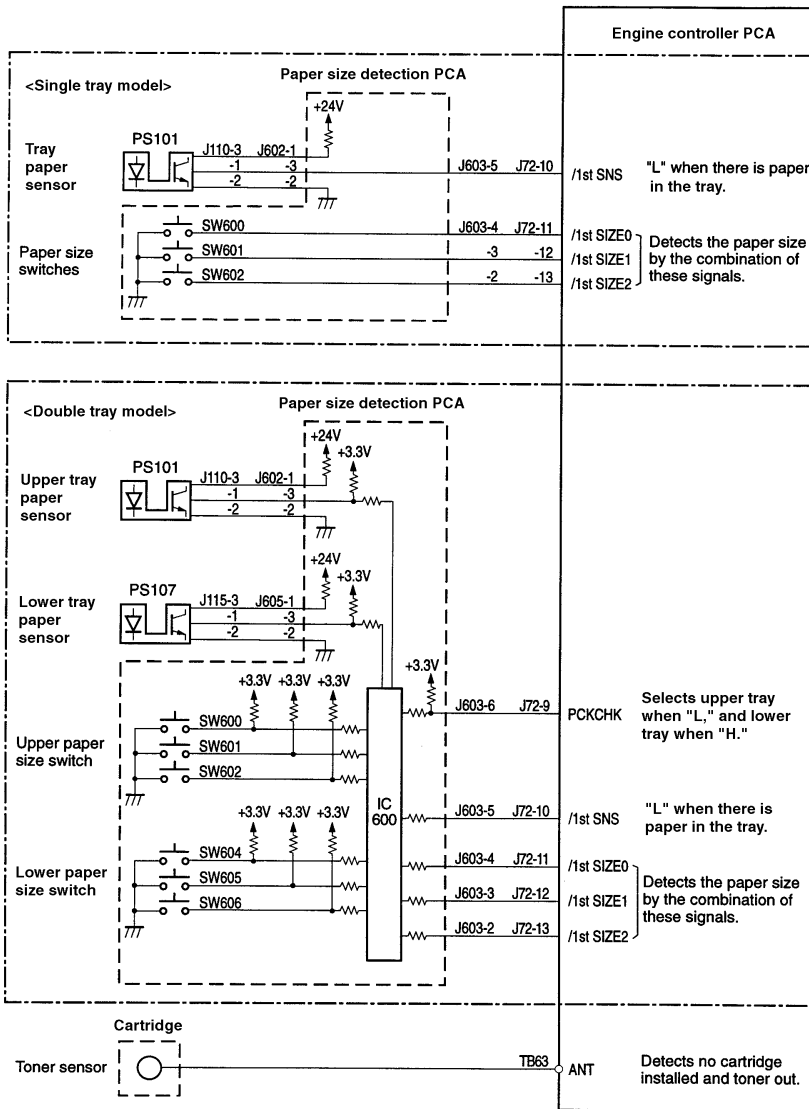 Engine controller PCA
<Single tray model>
Paper size detection PCA
+24V
Tray
paper
sensor
PS101
J110-3 J602-1
-1 -3
-2 -2
J603-5 J72-10
/1st SNS
"L" when there is paper
in the tray.
Paper size
switches
SW600
J603-4 J72-11
/1st SIZE0
SW601
-3 -12
/1st SIZE1
SW602
-2 -13
/1st SIZE2
Detects the paper size
by the combination of
these signals.
<Double tray model>
Paper size detection PCA
+24V
+3.3V
Upper tray
paper
sensor
PS101
J110-3 J602-1
-1 -3
-2 -2
+24V
+3.3V
Lower tray
paper
sensor
PS107
J115-3 J605-1
-1 -3
-2 -2
+3.3V +3.3V +3.3V
+3.3V
Upper paper
size switch
SW600
SW601
SW602
J603-6 J72-9
PCKCHK
Selects upper tray
when "L," and lower
tray when "H."
IC
600
+3.3V +3.3V +3.3V
Lower paper
size switch
SW604
SW605
SW606
J603-5 J72-10
/1st SNS
"L" when there is
paper in the tray.
J603-4 J72-11
/1st SIZE0
J603-3 J72-12
/1st SIZE1
J603-2 J72-13
/1st SIZE2
Detects the paper size
by the combination of
these signals.
Cartridge
Toner sensor
TB63
ANT
Detects no cartridge
installed and toner out.